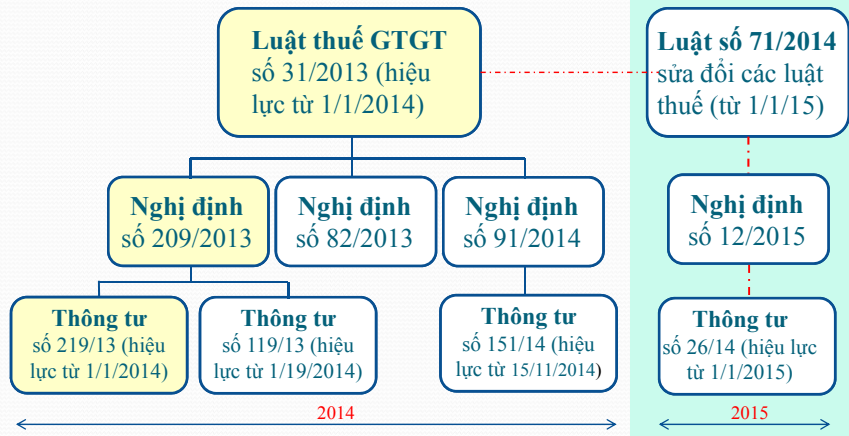 Luật thuế GTGT
số 31/2013 (hiệu
lực từ 1/1/2014)
Luật số 71/2014
sửa đổi các luật
thuế (từ 1/1/15)
Nghị định
số 209/2013
Nghị định
số 82/2013
Nghị định
số 91/2014
Nghị định
số 12/2015
Thông tư
số 219/13 (hiệu
lực từ 1/1/2014)
Thông tư
số 119/13 (hiệu
lực từ 1/19/2014)
Thông tư
số 151/14 (hiệu
lực từ 15/11/2014)
Thông tư
số 26/14 (hiệu lực
từ 1/1/2015)
2014
2015